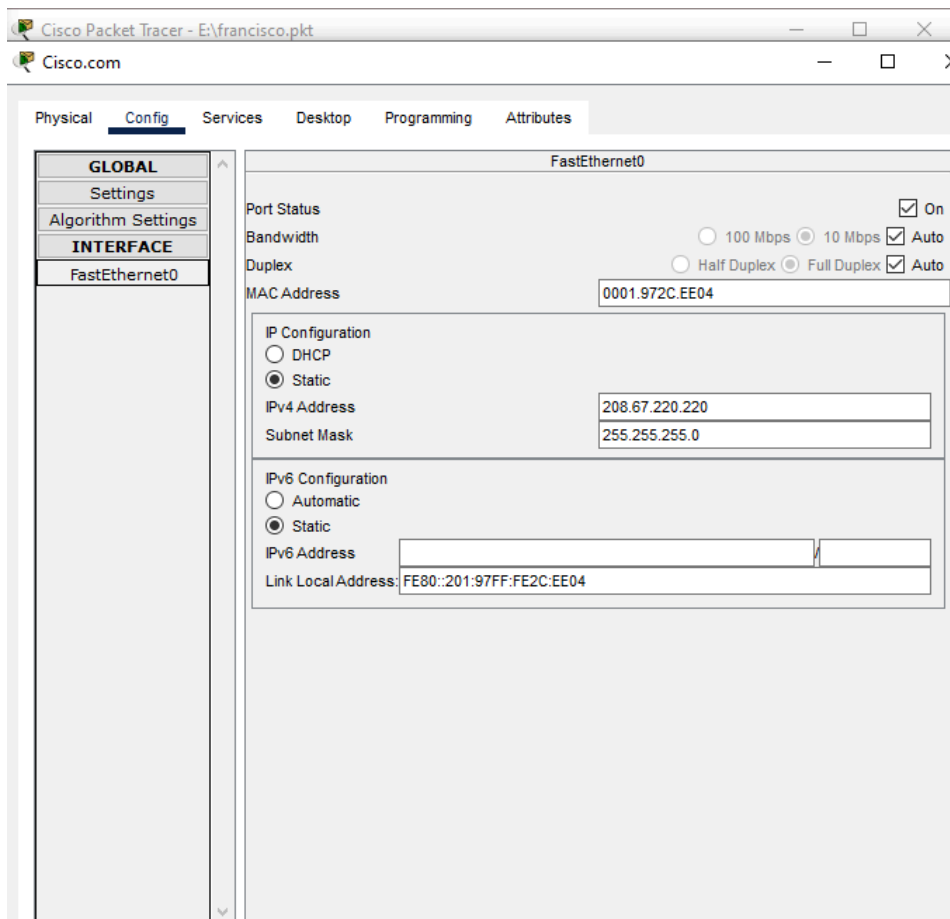 Cisco Packet Tracer - E:\francisco.pkt
Cisco.com
Physical Config Services Desktop Programming Attributes
GLOBAL
Settings
Algorithm Settings
INTERFACE
FastEthernet0
FastEthernet0
Port Status On
Bandwidth 100 Mbps 10 Mbps Auto
Duplex Half Duplex Full Duplex Auto
MAC Address 0001.972C.EE04
IP Configuration
DHCP
Static
IPv4 Address 208.67.220.220
Subnet Mask 255.255.255.0
IPv6 Configuration
Automatic
Static
IPv6 Address /
Link Local Address: FE80::201:97FF:FE2C:EE04